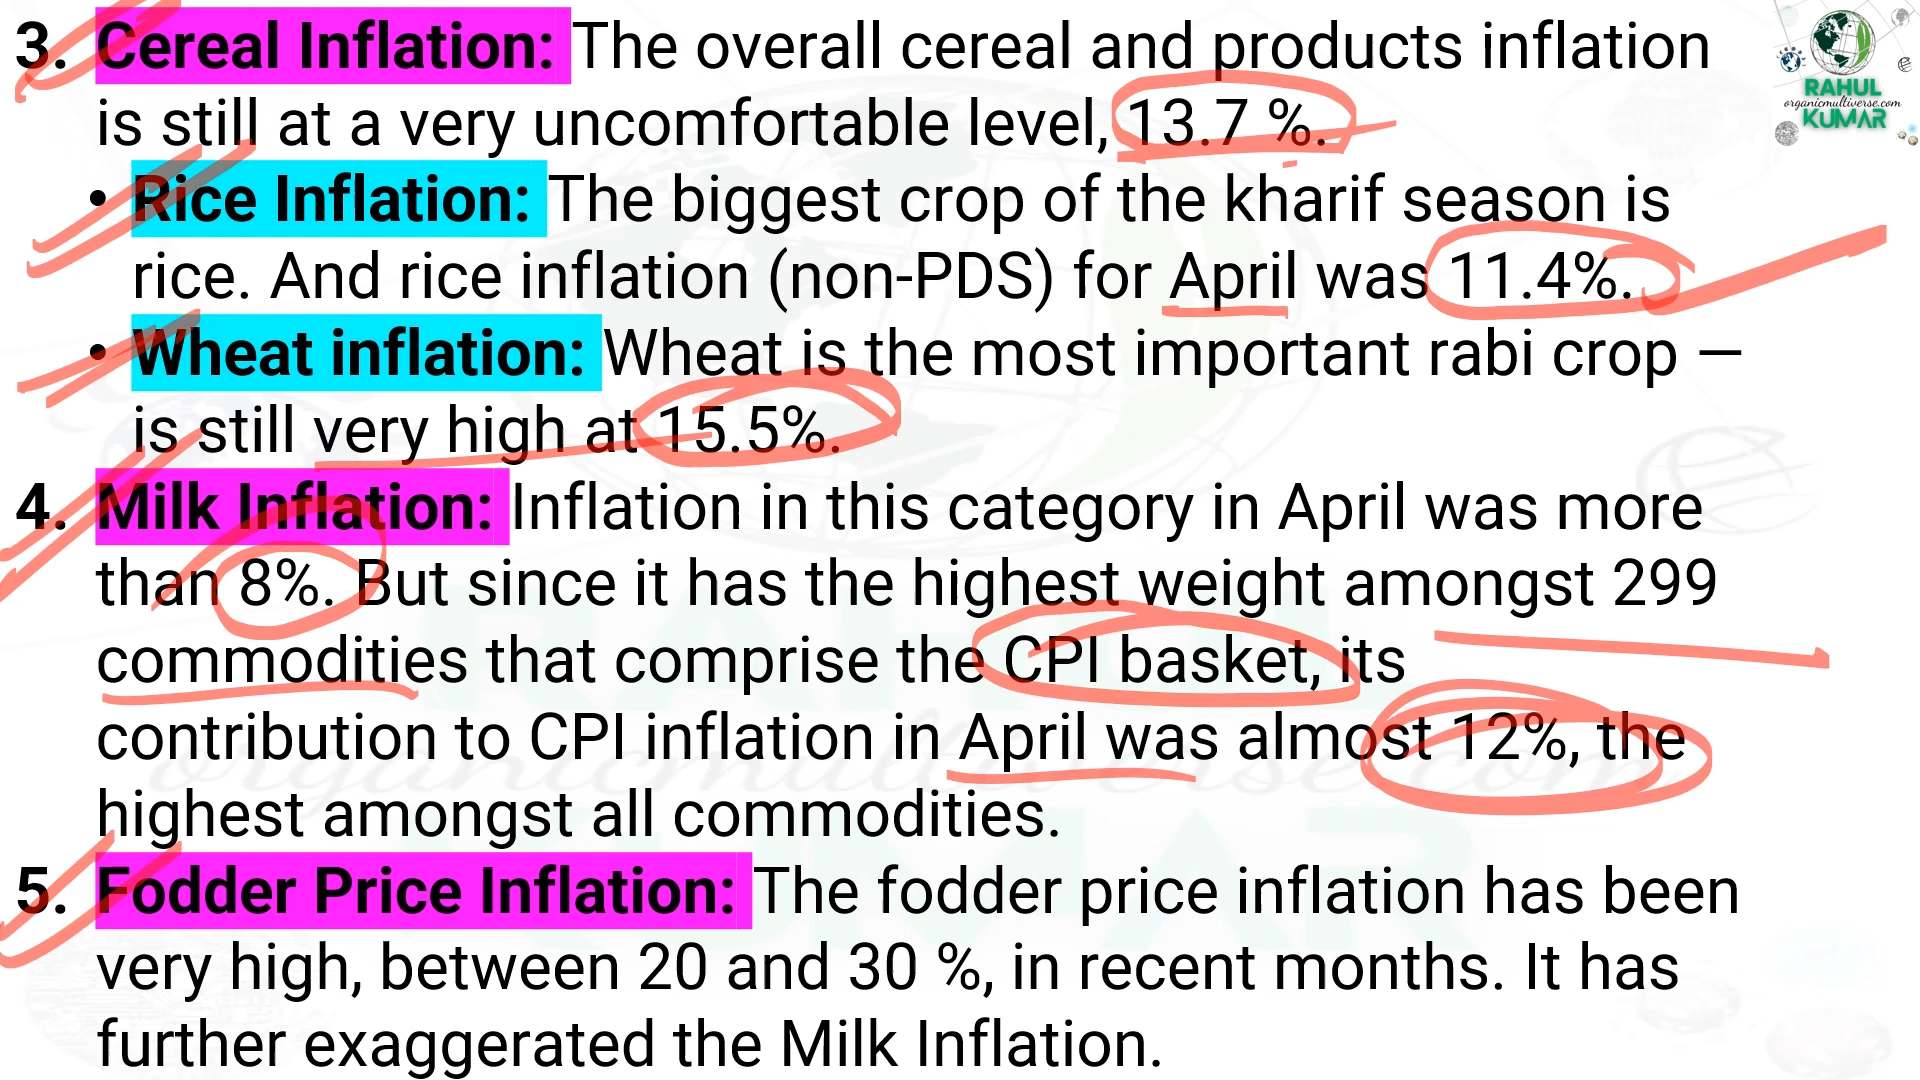 3. Cereal Inflation: The overall cereal and products inflation
is still at a very uncomfortable level, 13.7 %.
• Rice Inflation: The biggest crop of the kharif season is
rice. And rice inflation (non-PDS) for April was 11.4%.
• Wheat inflation: Wheat is the most important rabi crop —
is still very high at 15.5%.
4. Milk Inflation: Inflation in this category in April was more
than 8%. But since it has the highest weight amongst 299
commodities that comprise the CPI basket, its
contribution to CPI inflation in April was almost 12%, the
highest amongst all commodities.
5. Fodder Price Inflation: The fodder price inflation has been
very high, between 20 and 30 %, in recent months. It has
further exaggerated the Milk Inflation.
RAHUL
organicmultiverse.com
KUMAR
RAHUL
organicmultiverse.com
KUMAR